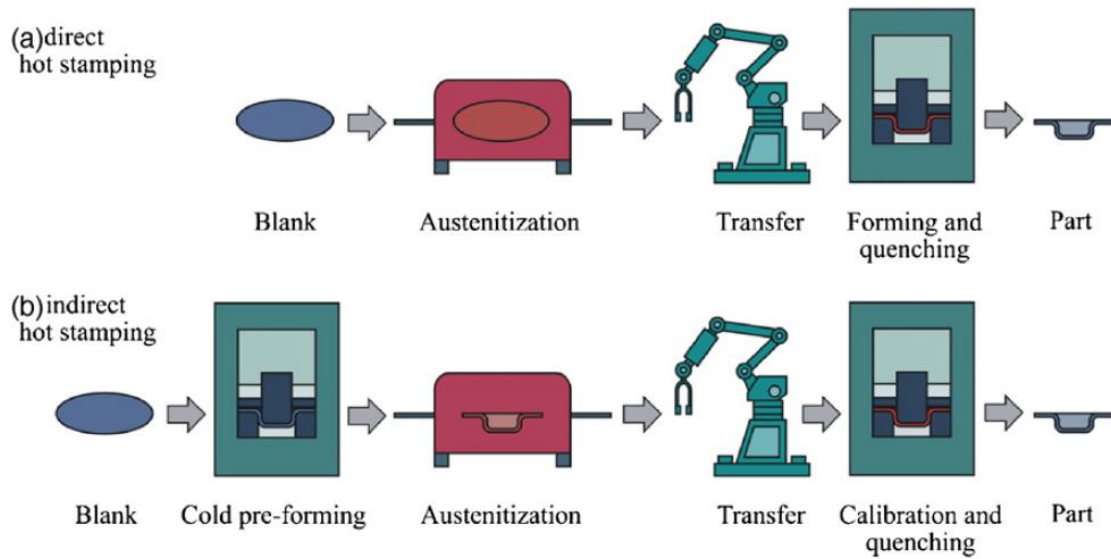 (a)direct
hot stamping
Blank
Austenitization
Transfer
Forming and
quenching
Part
(b)indirect
hot stamping
Blank
Cold pre-forming
Austenitization
Transfer
Calibration and
quenching
Part